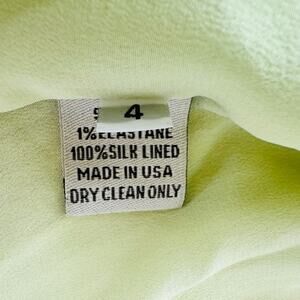 4
1% ELASTANE
100% SILK LINED
MADE IN USA
DRY CLEAN ONLY